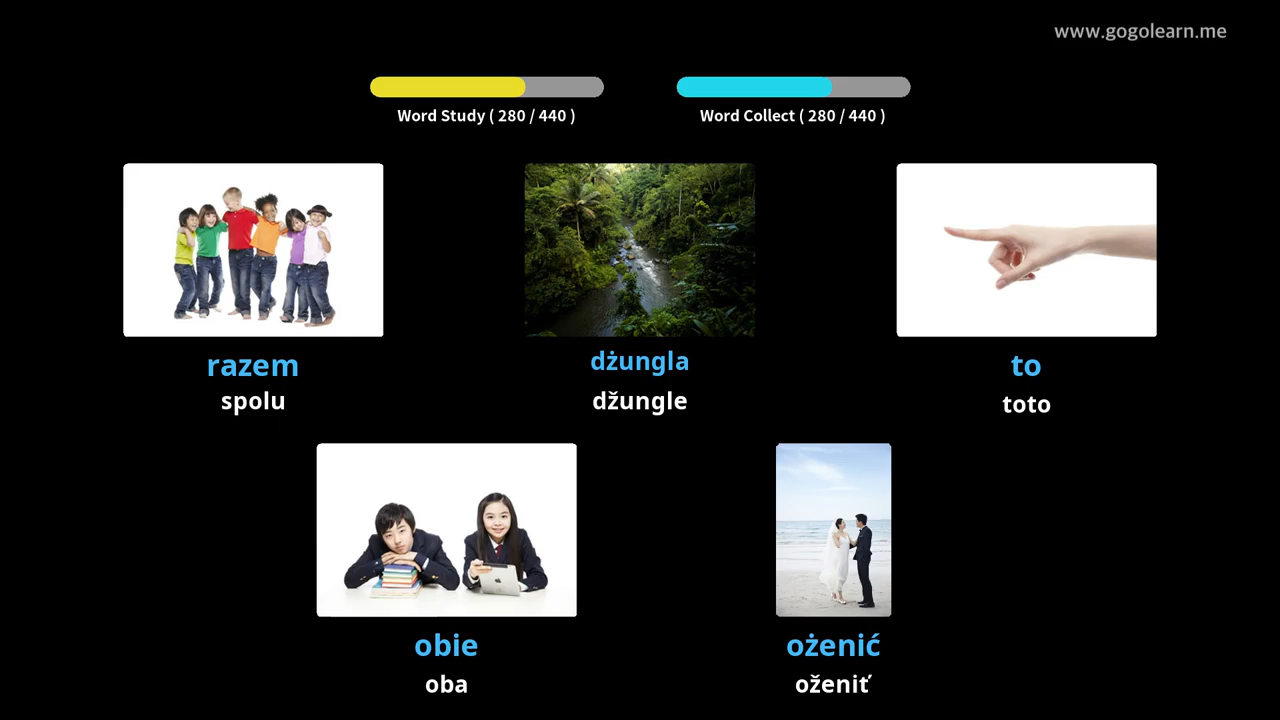 www.gogolearn.me
Word Study ( 280 / 440 )
Word Collect ( 280 / 440 )
razem
spolu
dżungla
džungle
to
toto
obie
oba
ożenić
oženiť